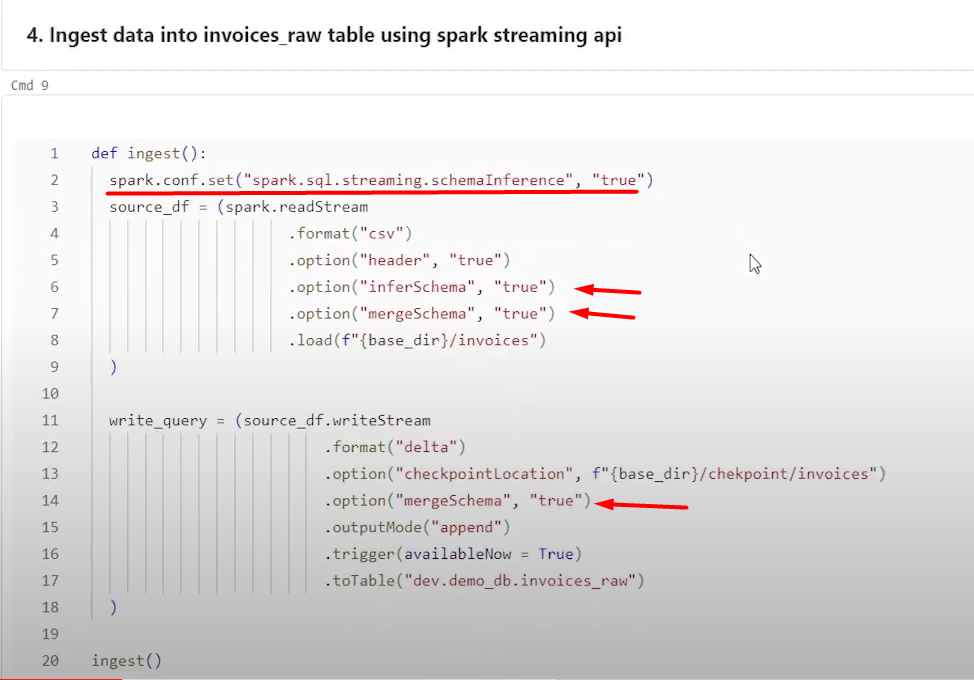 4. Ingest data into invoices_raw table using spark streaming api
Cmd 9
1 def ingest():
2 spark.conf.set("spark.sql.streaming.schemaInference", "true")
3 source_df = (spark.readStream
4 .format("csv")
5 .option("header", "true")
6 .option("inferSchema", "true")
7 .option("mergeSchema", "true")
8 .load(f"{base_dir}/invoices")
9 )
10
11 write_query = (source_df.writeStream
12 .format("delta")
13 .option("checkpointLocation", f"{base_dir}/chekpoint/invoices")
14 .option("mergeSchema", "true")
15 .outputMode("append")
16 .trigger(availableNow = True)
17 .toTable("dev.demo_db.invoices_raw")
18 )
19
20 ingest()